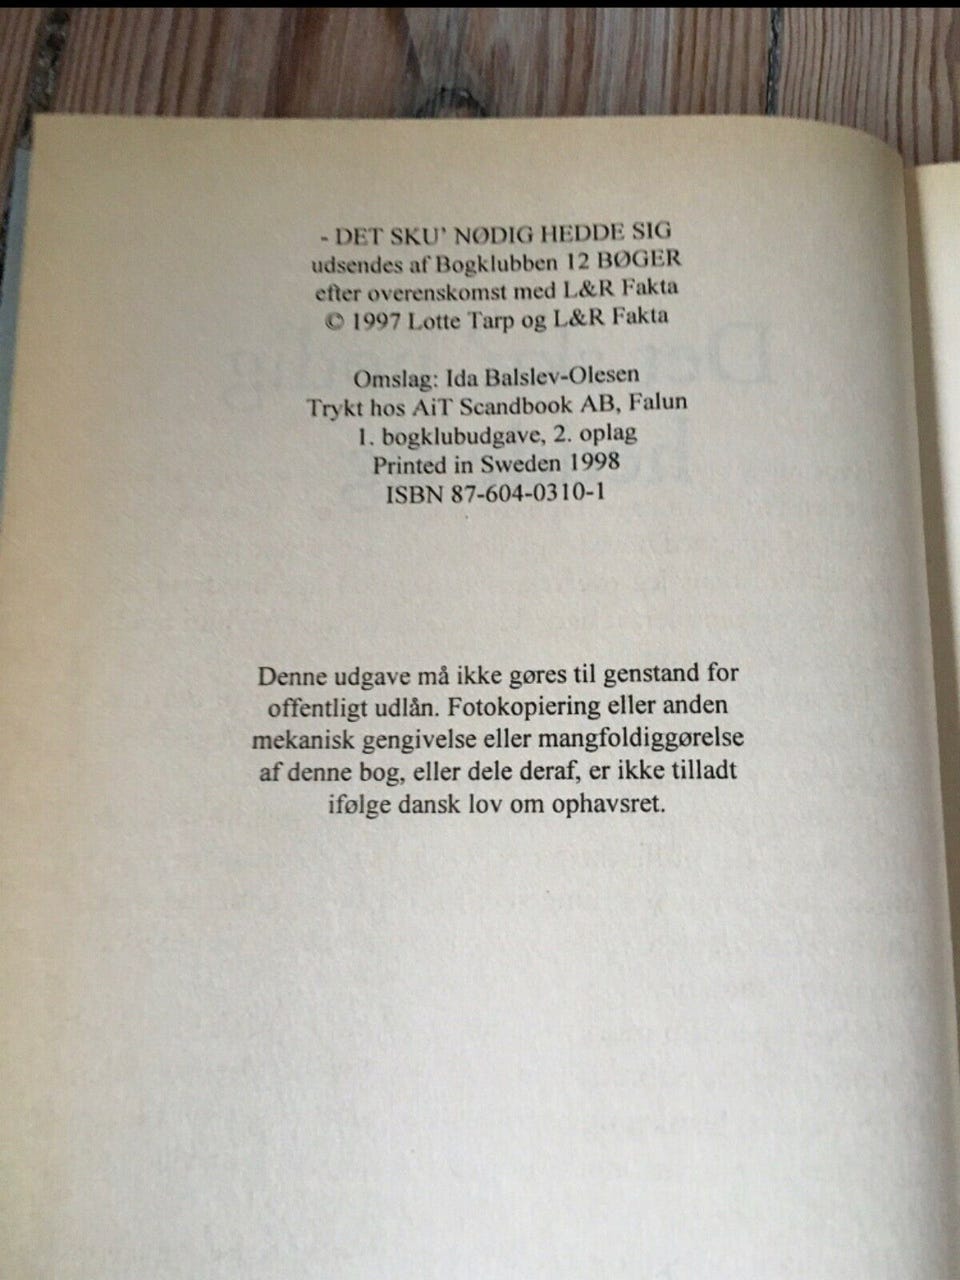 - DET SKU' NØDIG HEDDE SIG
udsendes af Bogklubben 12 BØGER
efter overenskomst med L&R Fakta
© 1997 Lotte Tarp og L&R Fakta
Omslag: Ida Balslev-Olesen
Trykt hos AiT Scandbook AB, Falun
1. bogklubudgave, 2. oplag
Printed in Sweden 1998
ISBN 87-604-0310-1
Denne udgave må ikke gøres til genstand for
offentligt udlån. Fotokopiering eller anden
mekanisk gengivelse eller mangfoldiggørelse
af denne bog, eller dele deraf, er ikke tilladt
ifølge dansk lov om ophavsret.